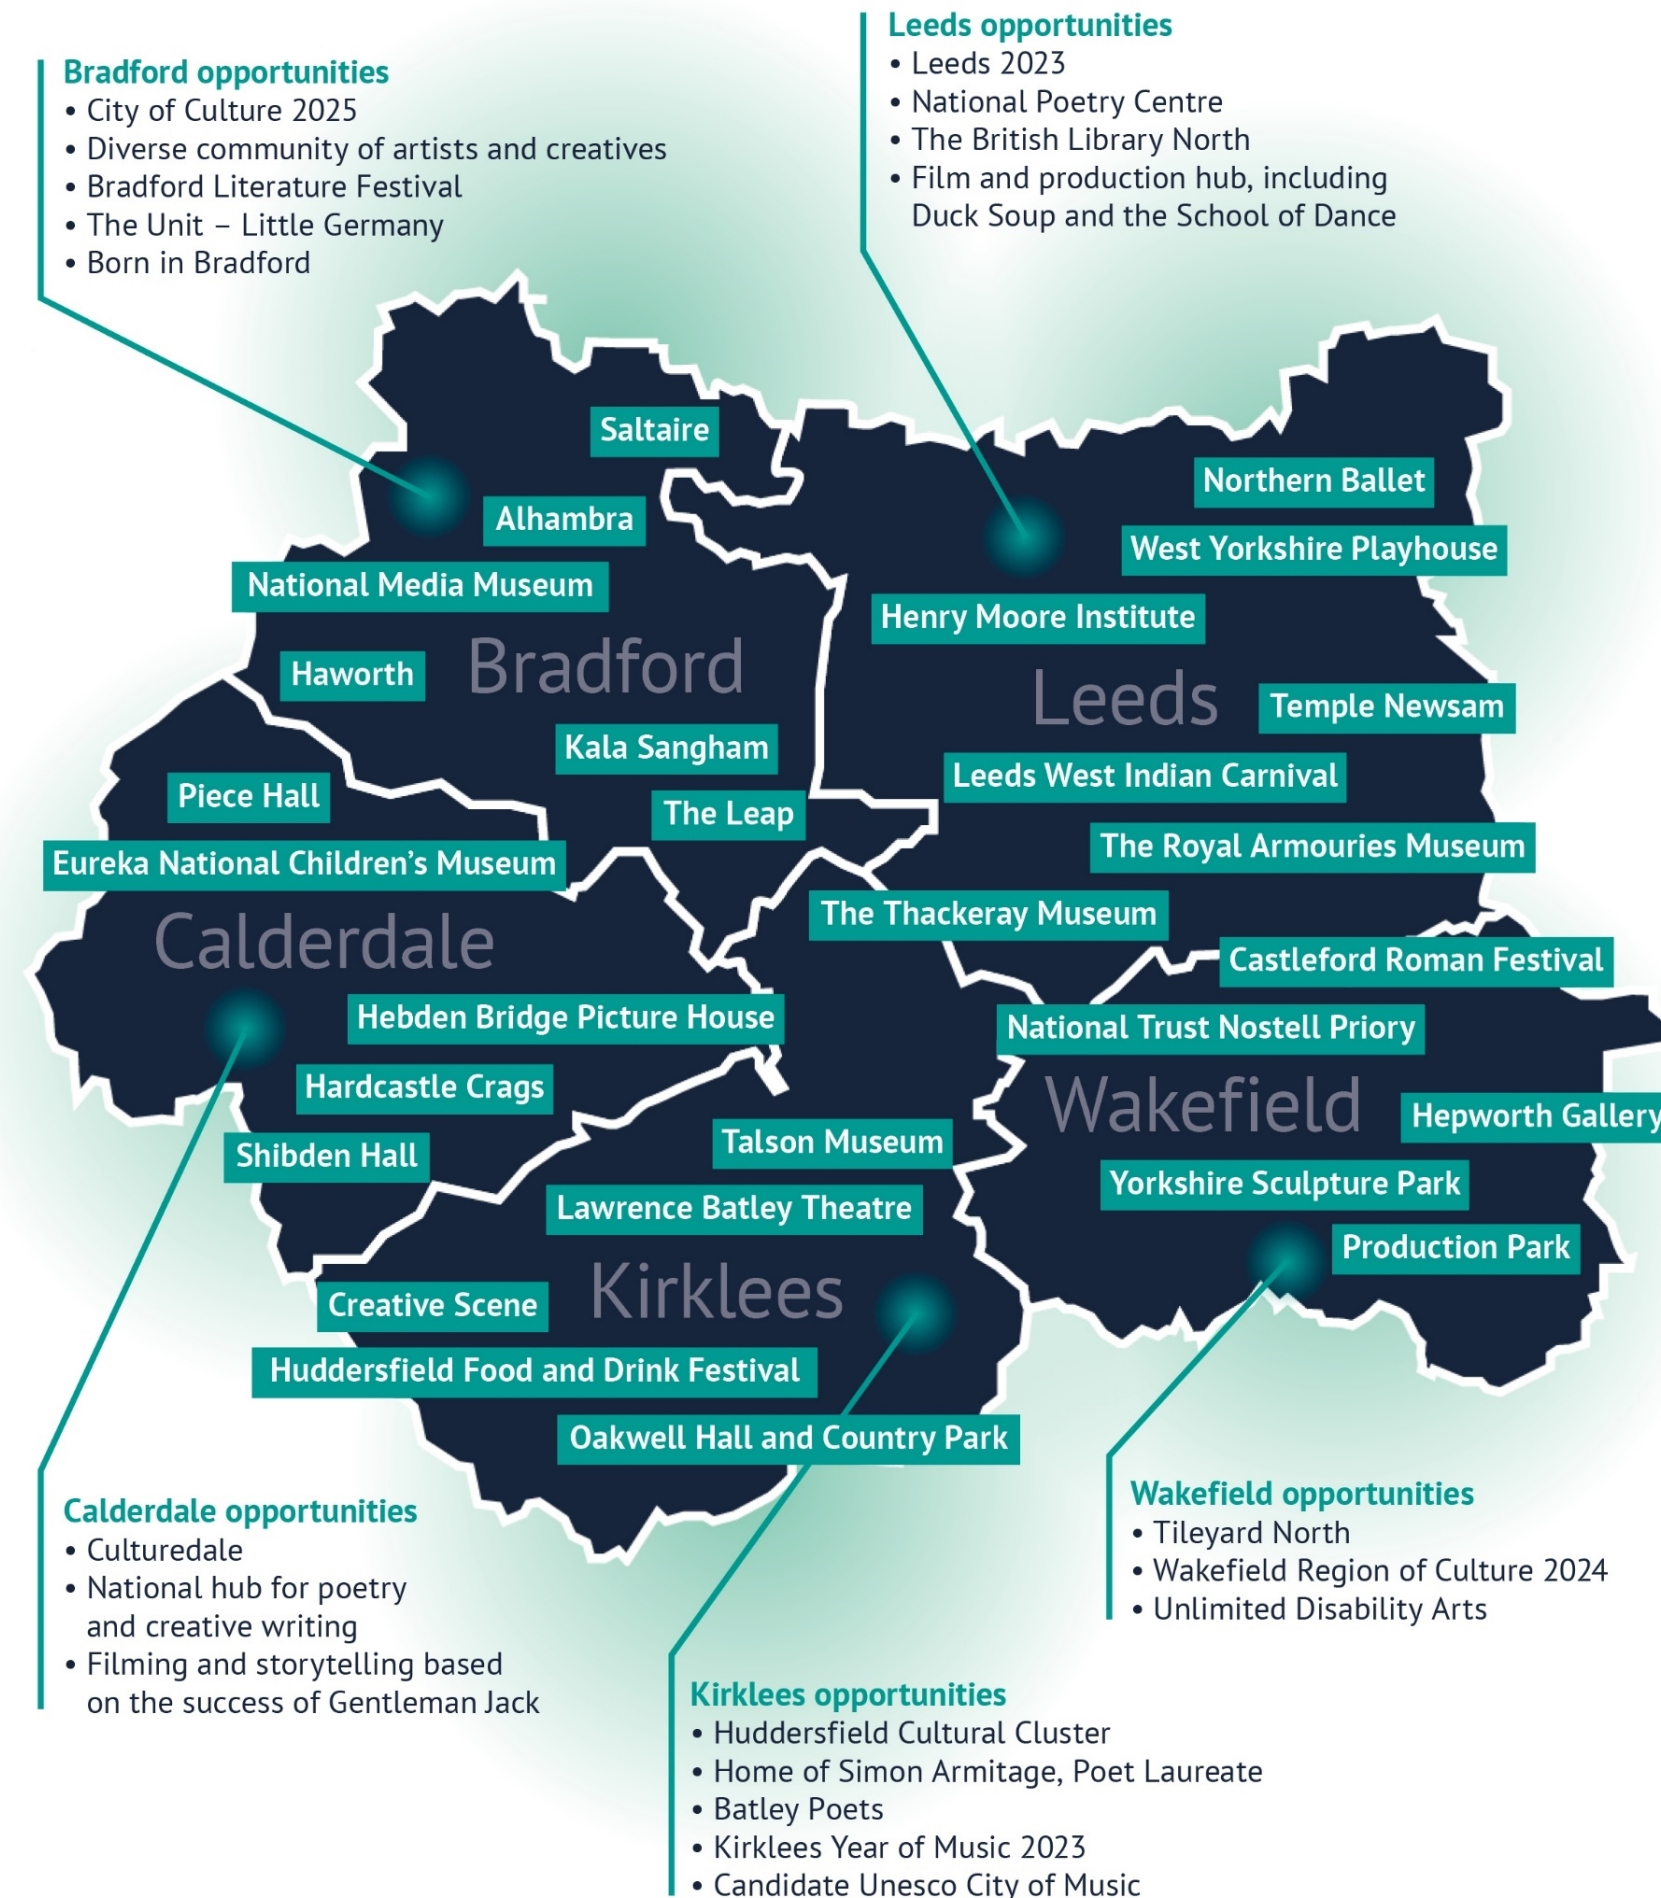 Bradford opportunities
• City of Culture 2025
• Diverse community of artists and creatives
• Bradford Literature Festival
• The Unit – Little Germany
• Born in Bradford
Leeds opportunities
• Leeds 2023
• National Poetry Centre
• The British Library North
• Film and production hub, including
Duck Soup and the School of Dance
Saltaire
Alhambra
National Media Museum
Haworth
Bradford
Kala Sangham
The Leap
Northern Ballet
West Yorkshire Playhouse
Henry Moore Institute
Leeds
Temple Newsam
Leeds West Indian Carnival
The Royal Armouries Museum
The Thackeray Museum
Piece Hall
Eureka National Children’s Museum
Calderdale
Hebden Bridge Picture House
Hardcastle Crags
Shibden Hall
Castleford Roman Festival
National Trust Nostell Priory
Wakefield
Hepworth Gallery
Yorkshire Sculpture Park
Production Park
Talson Museum
Lawrence Batley Theatre
Kirklees
Creative Scene
Huddersfield Food and Drink Festival
Oakwell Hall and Country Park
Calderdale opportunities
• Culturedale
• National hub for poetry
and creative writing
• Filming and storytelling based
on the success of Gentleman Jack
Wakefield opportunities
• Tileyard North
• Wakefield Region of Culture 2024
• Unlimited Disability Arts
Kirklees opportunities
• Huddersfield Cultural Cluster
• Home of Simon Armitage, Poet Laureate
• Batley Poets
• Kirklees Year of Music 2023
• Candidate Unesco City of Music